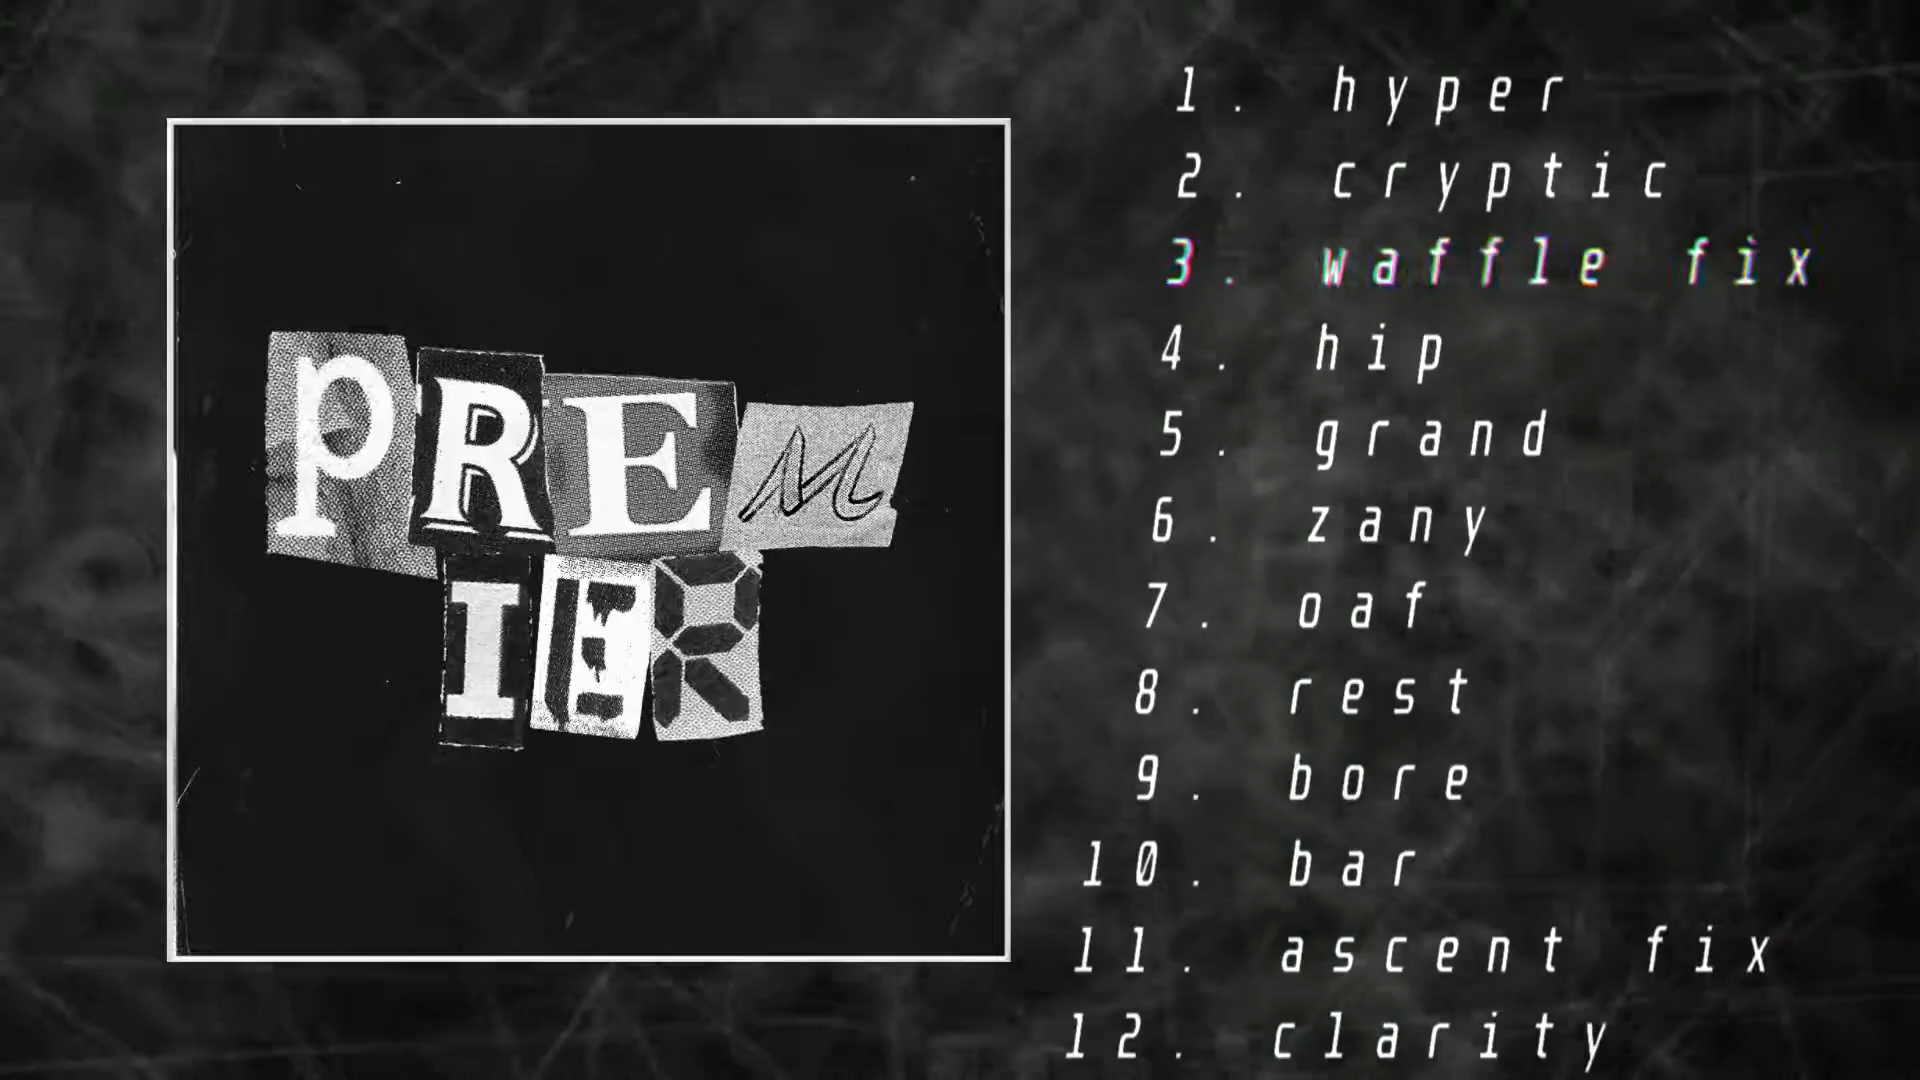 PREM
IER
1. hyper
2. cryptic
3. waffle fix
4. hip
5. grand
6. zany
7. oaf
8. rest
9. bore
10. bar
11. ascent fix
12. clarity